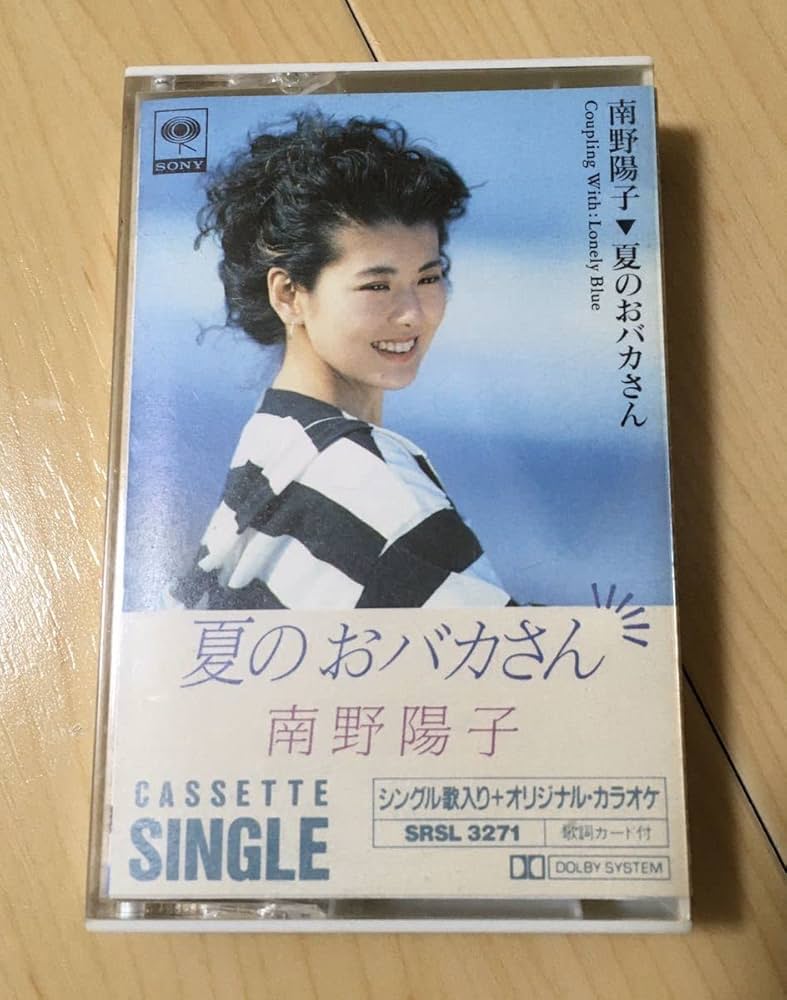 SONY
南野陽子▼夏のおバカさん
Coupling With:Lonely Blue
夏のおバカさん
南野陽子
CASSETTE
SINGLE
シングル歌入り+オリジナル・カラオケ
SRSL 3271
歌詞カード付
DOLBY SYSTEM